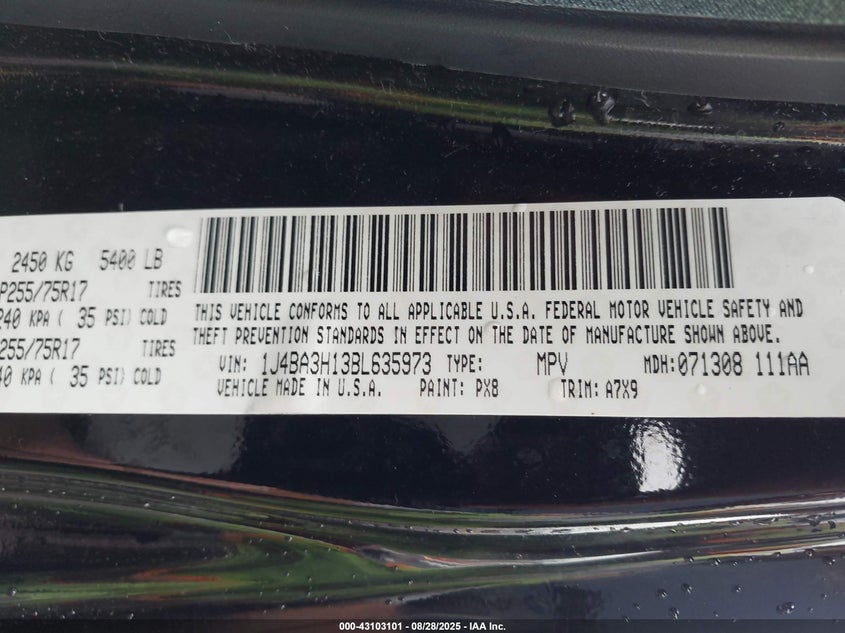 2450 KG 5400 LB
P255/75R17 TIRES
240 KPA ( 35 PSI) COLD
255/75R17 TIRES
40 KPA ( 35 PSI) COLD
THIS VEHICLE CONFORMS TO ALL APPLICABLE U.S.A. FEDERAL MOTOR VEHICLE SAFETY AND
THEFT PREVENTION STANDARDS IN EFFECT ON THE DATE OF MANUFACTURE SHOWN ABOVE.
VIN: 1J4BA3H13BL635973 TYPE: MPV MDH: 071308 111AA
VEHICLE MADE IN U.S.A. PAINT: PX8 TRIM: A7X9
000-43103101 / 08/28/2025 - IAA Inc.